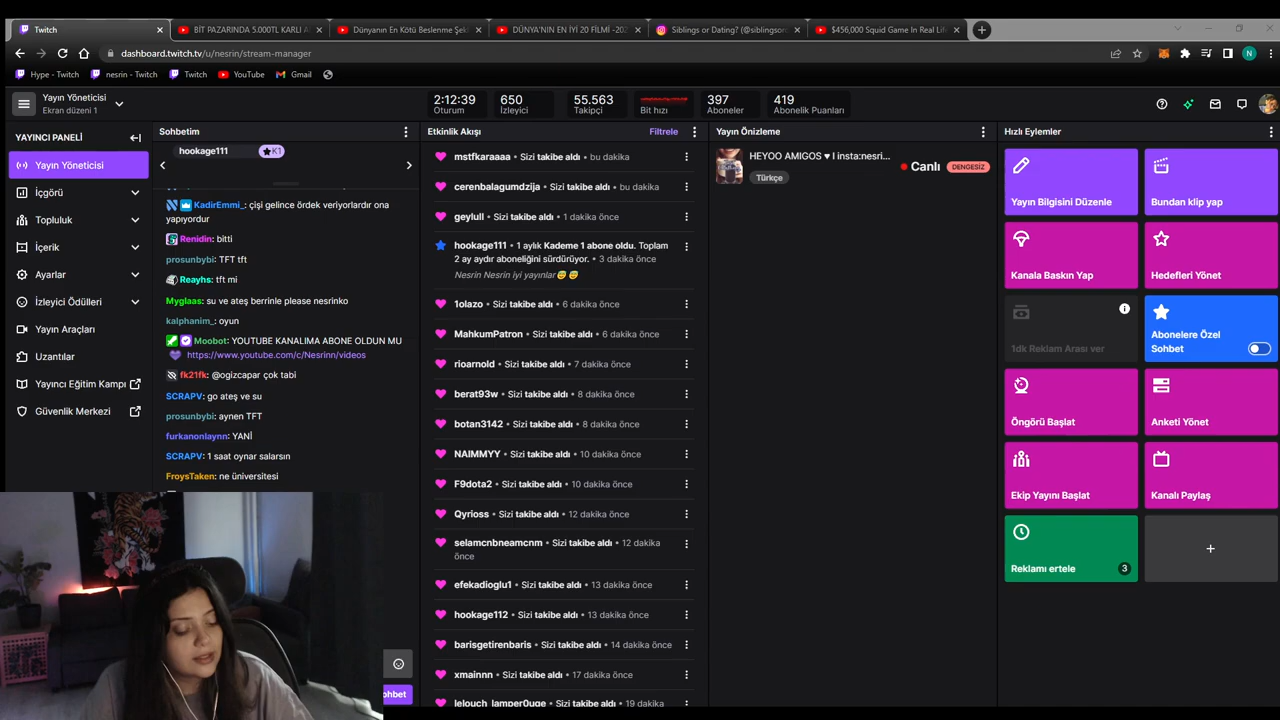 Twitch
BİT PAZARINDA 5.000TL KARLI A
Dünyanın En Kötü Beslenme Şekl
DÜNYA'NIN EN İYİ 20 FİLMİ -202
Siblings or Dating? (@siblingsor
$456,000 Squid Game In Real Life
dashboard.twitch.tv/u/nesrin/stream-manager
N
Hype - Twitch
nesrin - Twitch
Twitch
YouTube
Gmail
Yayın Yöneticisi
Ekran düzeni 1
2:12:39
Oturum
650
İzleyici
55.563
Takipçi
Bit hızı
397
Aboneler
419
Abonelik Puanları
YAYINCI PANELİ
Yayın Yöneticisi
İçgörü
Topluluk
İçerik
Ayarlar
İzleyici Ödülleri
Yayın Araçları
Uzantılar
Yayıncı Eğitim Kampı
Güvenlik Merkezi
Sohbetim
hookage111
K1
KadirEmmi_: çişi gelince ördek veriyorlardır ona
yapıyordur
Renidin: bitti
prosunbybi: TFT tft
Reayhs: tft mi
Myglaas: su ve ateş berrinle please nesrinko
kalphanim_: oyun
Moobot: YOUTUBE KANALIMA ABONE OLDUN MU
https://www.youtube.com/c/Nesrinn/videos
fk21fk: @ogizcapar çok tabi
SCRAPV: go ateş ve su
prosunbybi: aynen TFT
furkanonlaynn: YANİ
SCRAPV: 1 saat oynar salarsın
FroysTaken: ne üniversitesi
ohbet
Etkinlik Akışı
Filtrele
mstfkaraaaa • Sizi takibe aldı • bu dakika
cerenbalagumdzija • Sizi takibe aldı • bu dakika
geylull • Sizi takibe aldı • 1 dakika önce
hookage111 • 1 aylık Kademe 1 abone oldu. Toplam
2 ay aydır aboneliğini sürdürüyor. • 3 dakika önce
Nesrin Nesrin iyi yayınlar😅😅
1olazo • Sizi takibe aldı • 6 dakika önce
MahkumPatron • Sizi takibe aldı • 6 dakika önce
rioarnold • Sizi takibe aldı • 7 dakika önce
berat93w • Sizi takibe aldı • 8 dakika önce
botan3142 • Sizi takibe aldı • 8 dakika önce
NAIMMYY • Sizi takibe aldı • 10 dakika önce
F9dota2 • Sizi takibe aldı • 10 dakika önce
Qyrioss • Sizi takibe aldı • 12 dakika önce
selamcnbneamcnm • Sizi takibe aldı • 12 dakika
önce
efekadioglu1 • Sizi takibe aldı • 13 dakika önce
hookage112 • Sizi takibe aldı • 13 dakika önce
barisgetirenbaris • Sizi takibe aldı • 14 dakika önce
xmainnn • Sizi takibe aldı • 17 dakika önce
lelouch_lamper0uge • Sizi takibe aldı • 19 dakika
Yayın Önizleme
HEYOO AMIGOS ♥ I insta:nesri...
Türkçe
Canlı
DENGESİZ
Hızlı Eylemler
Yayın Bilgisini Düzenle
Bundan klip yap
Kanala Baskın Yap
Hedefleri Yönet
1dk Reklam Arası ver
Abonelere Özel
Sohbet
Öngörü Başlat
Anketi Yönet
Ekip Yayını Başlat
Kanalı Paylaş
Reklamı ertele
3